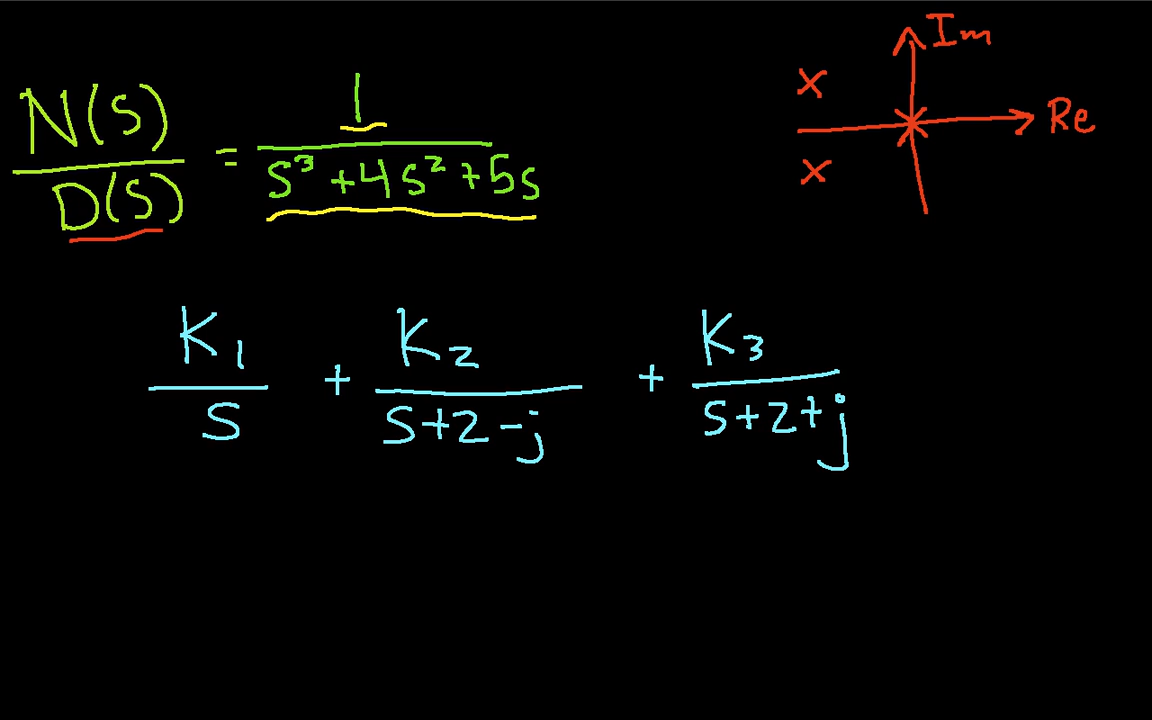 N(s)/D(s) = 1/(s³ + 4s² + 5s)
Im
x
Re
x
K₁/s + K₂/(s+2-j) + K₃/(s+2+j)